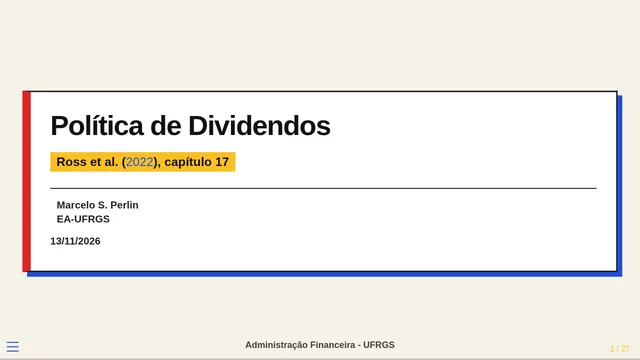 Política de Dividendos
Ross et al. (2022), capítulo 17
Marcelo S. Perlin
EA-UFRGS
13/11/2026
Administração Financeira - UFRGS
1 / 27